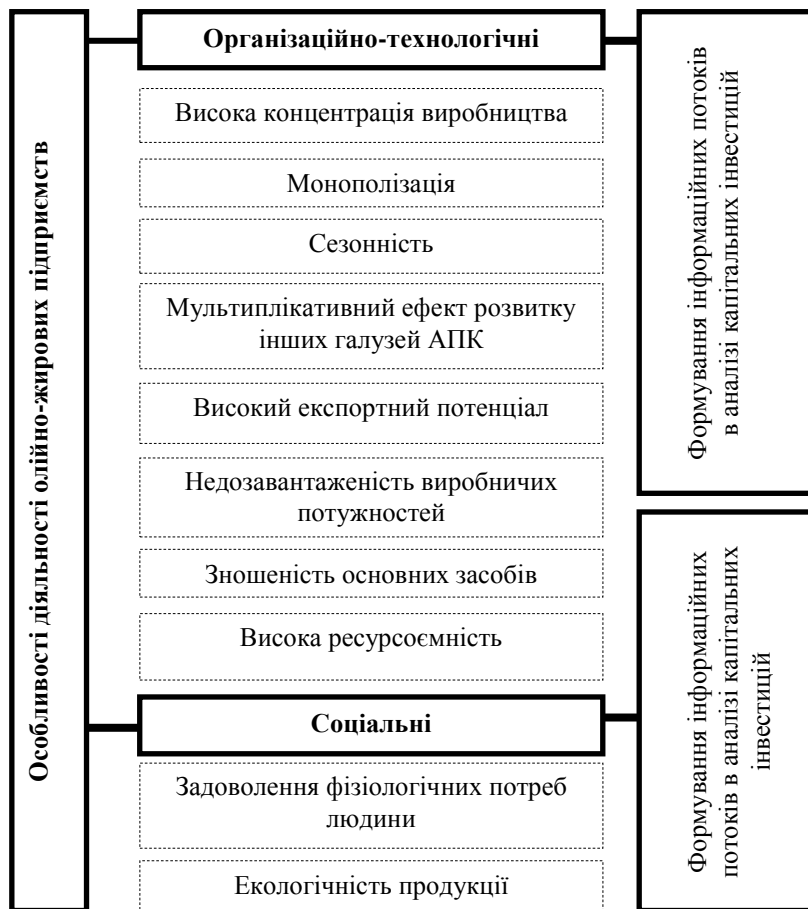 Особливості діяльності олійно-жирових підприємств
Організаційно-технологічні
Висока концентрація виробництва
Монополізація
Сезонність
Мультиплікативний ефект розвитку
інших галузей АПК
Високий експортний потенціал
Недозавантаженість виробничих
потужностей
Зношеність основних засобів
Висока ресурсоємність
Соціальні
Задоволення фізіологічних потреб
людини
Екологічність продукції
Формування інформаційних потоків
в аналізі капітальних інвестицій
Формування інформаційних
потоків в аналізі капітальних
інвестицій